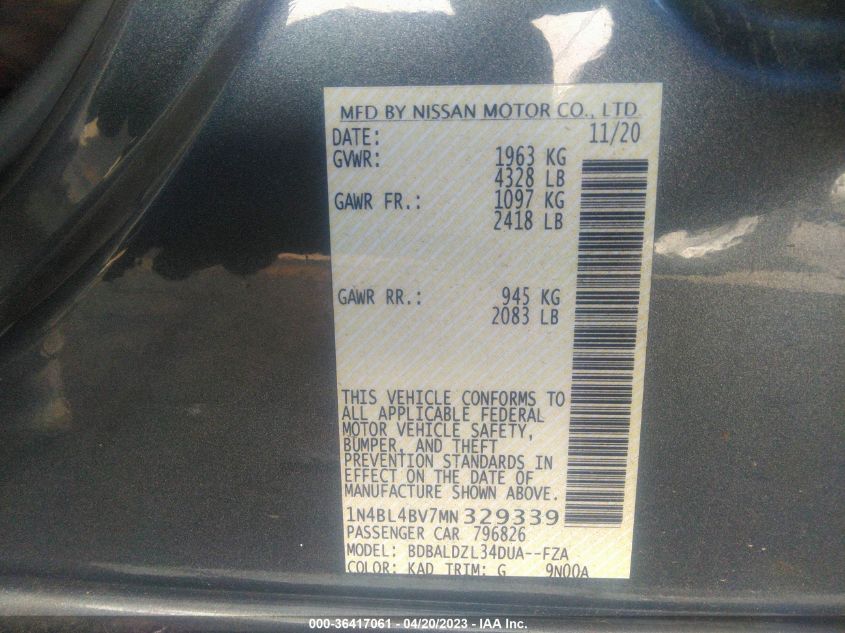 MFD BY NISSAN MOTOR CO., LTD
DATE: 11/20
GVWR: 1963 KG
4328 LB
GAWR FR.: 1097 KG
2418 LB
GAWR RR.: 945 KG
2083 LB
THIS VEHICLE CONFORMS TO
ALL APPLICABLE FEDERAL
MOTOR VEHICLE SAFETY,
BUMPER, AND THEFT
PREVENTION STANDARDS IN
EFFECT ON THE DATE OF
MANUFACTURE SHOWN ABOVE.
1N4BL4BV7MN329339
PASSENGER CAR 796826
MODEL: BDBALDZL34DUA--FZA
COLOR: KAD TRIM: G 9N00A
000-36417061 - 04/20/2023 - © IAA Inc.